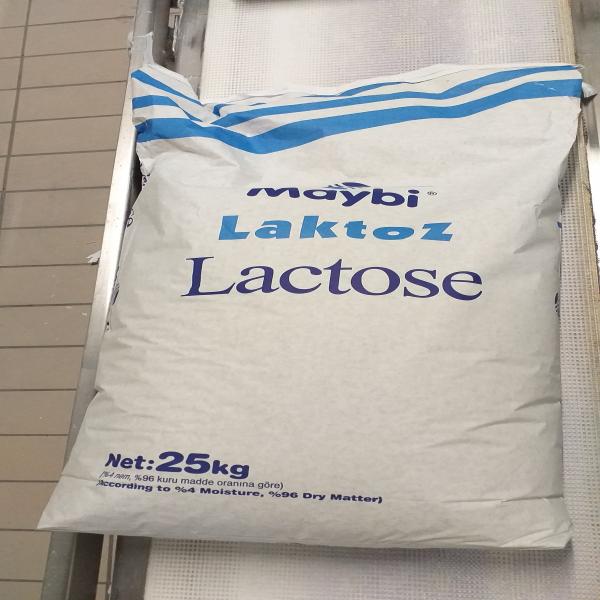 Maybi ®
Laktoz
Lactose
Net: 25kg
(%4 nem, %96 kuru madde oranına göre)
(According to %4 Moisture, %96 Dry Matter)